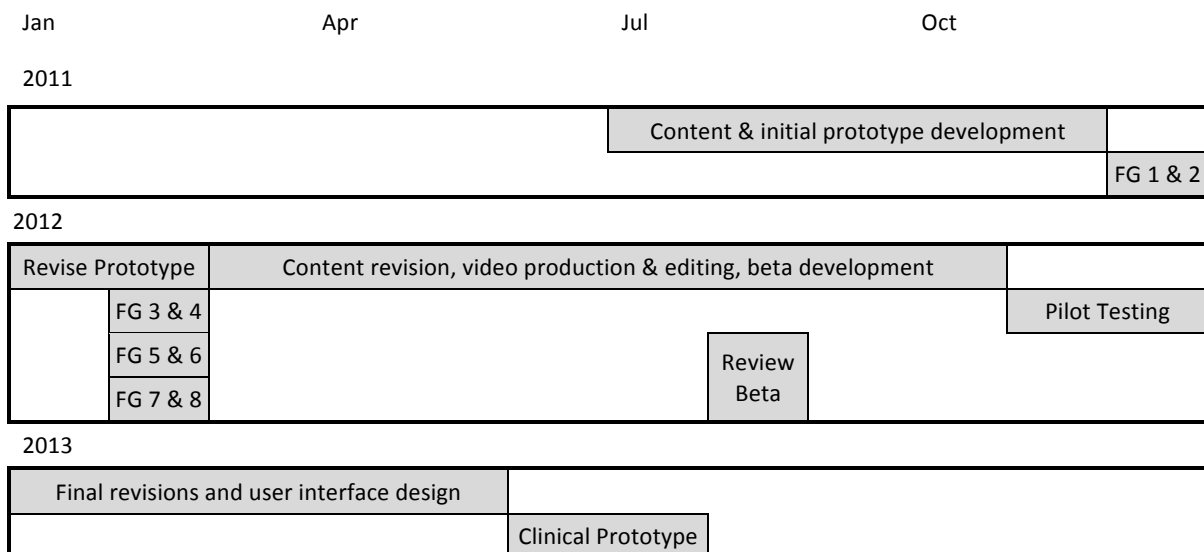 Jan Apr Jul Oct
2011
Content & initial prototype development
FG 1 & 2
2012
Revise Prototype Content revision, video production & editing, beta development
FG 3 & 4 Pilot Testing
FG 5 & 6
Review
Beta
FG 7 & 8
2013
Final revisions and user interface design
Clinical Prototype